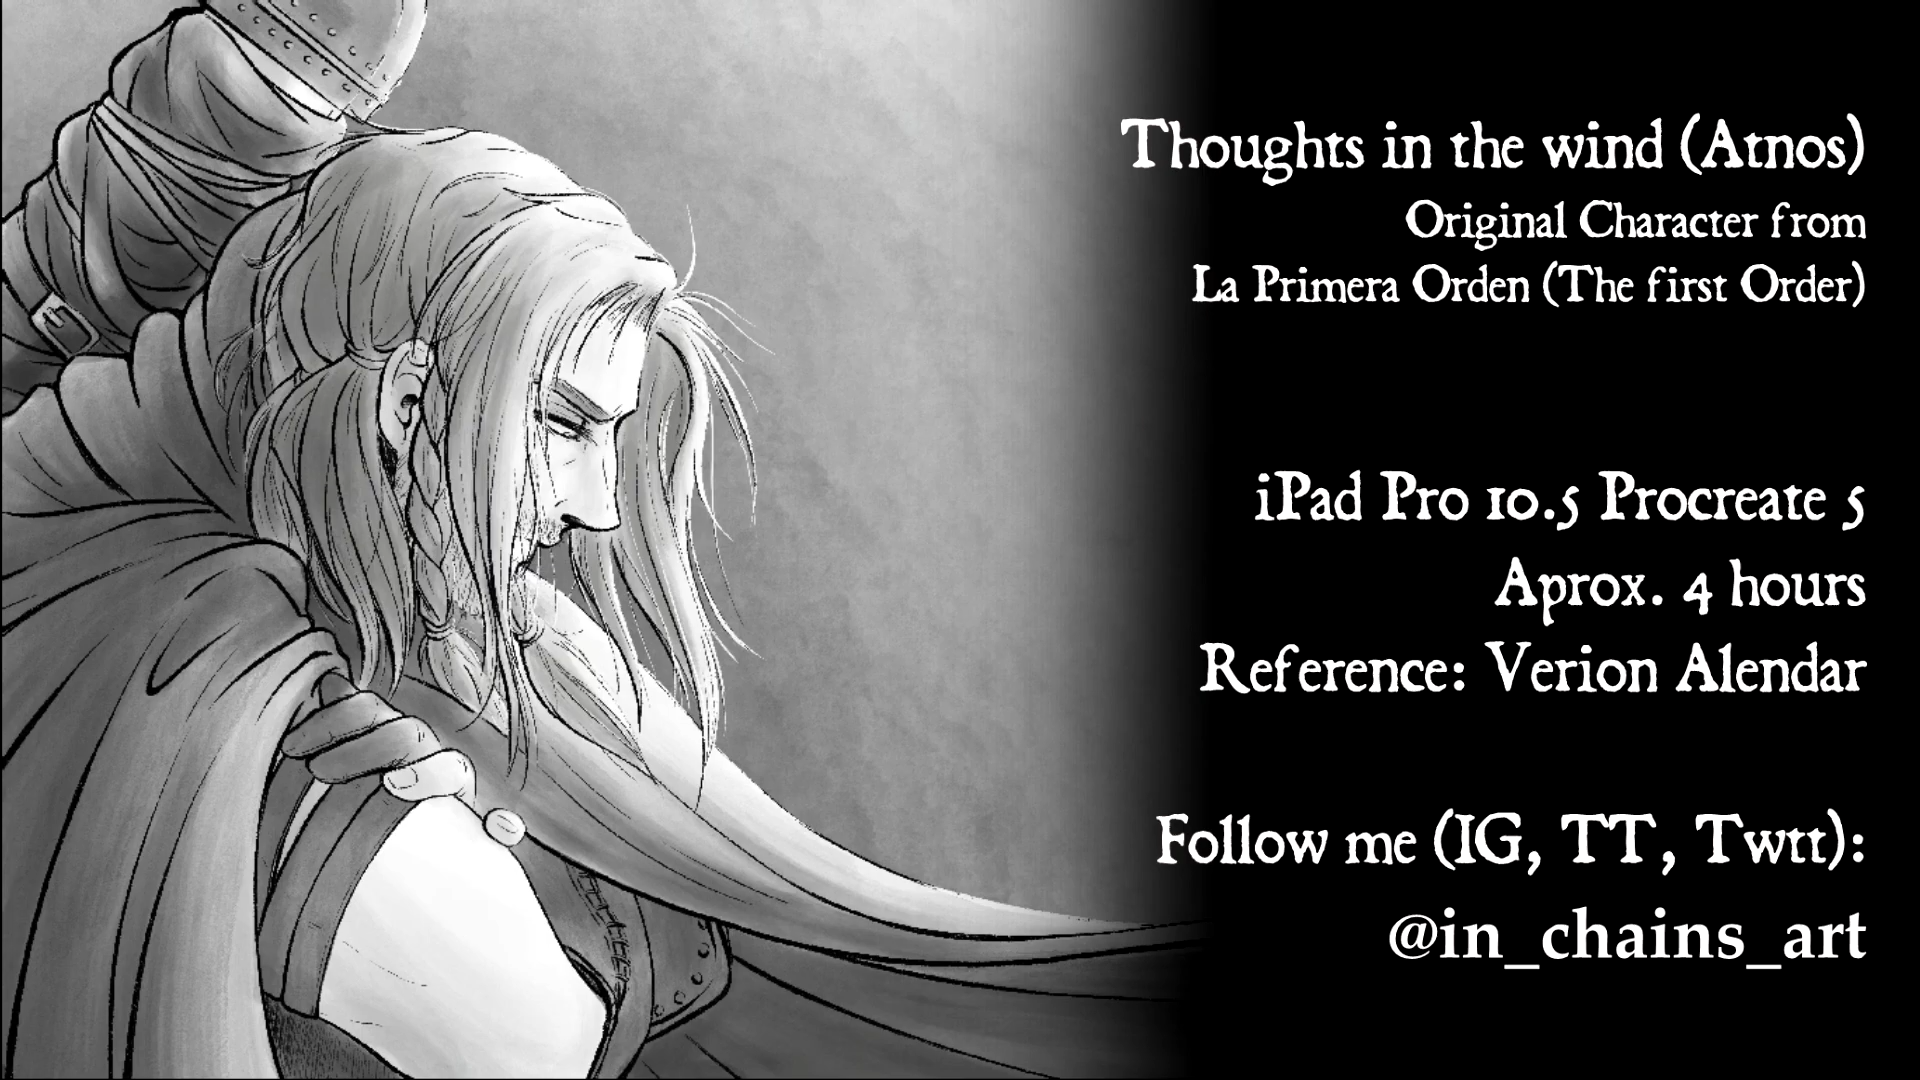 Thoughts in the wind (Atnos)
Original Character from
La Primera Orden (The first Order)
iPad Pro 10.5 Procreate 5
Aprox. 4 hours
Reference: Verion Alendar
Follow me (IG, TT, Twtt):
@in_chains_art